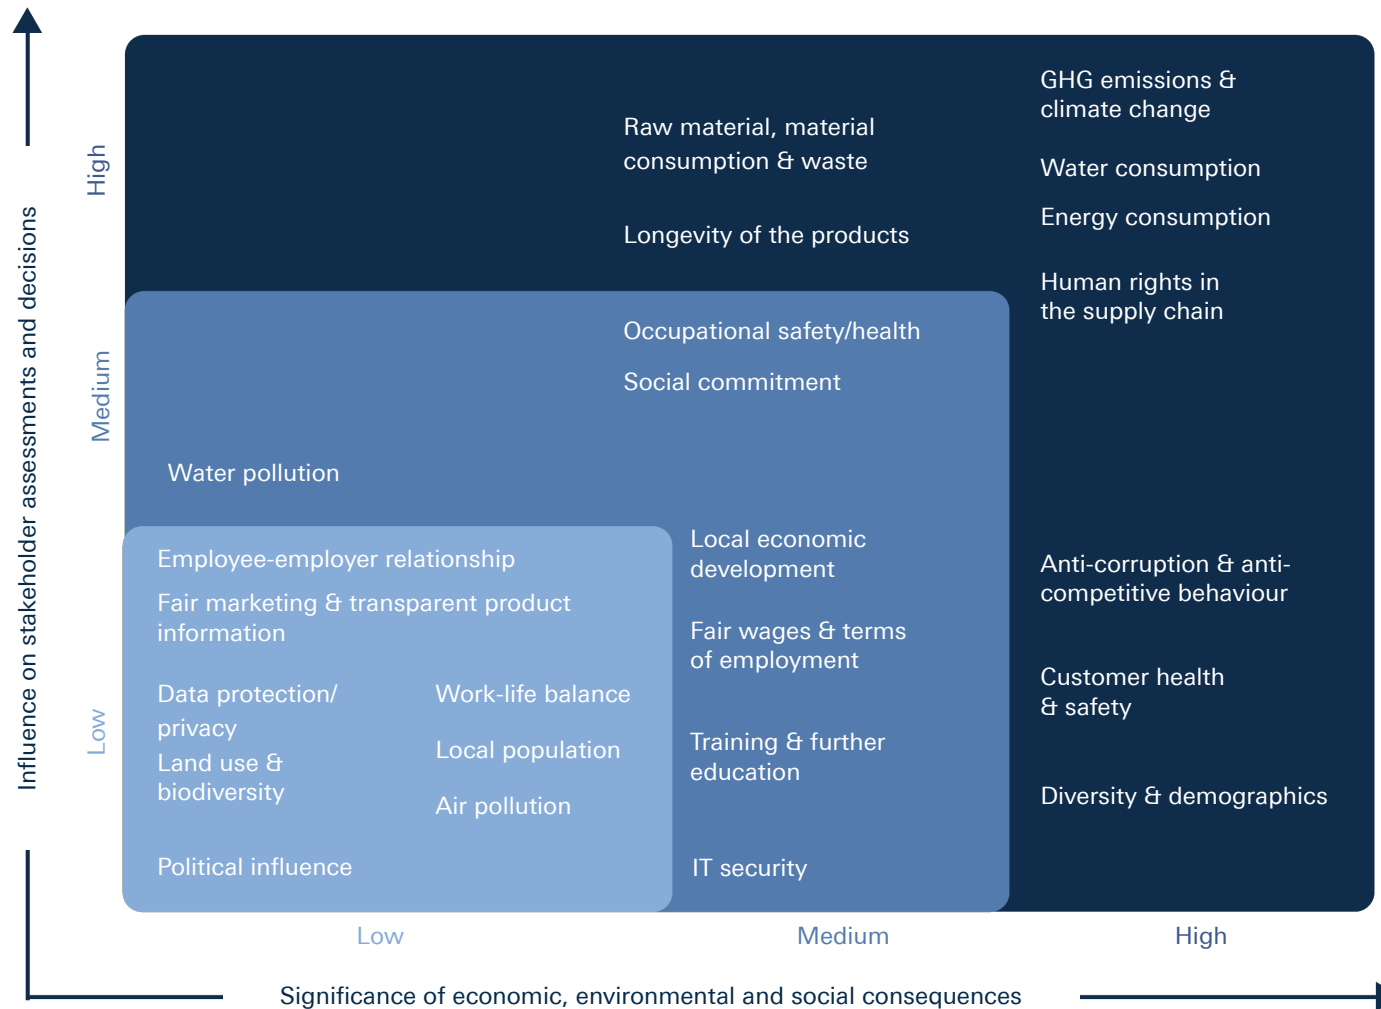 Influence on stakeholder assessments and decisions
High
Medium
Low
GHG emissions &
climate change
Raw material, material
consumption & waste
Water consumption
Energy consumption
Longevity of the products
Human rights in
the supply chain
Occupational safety/health
Social commitment
Water pollution
Employee-employer relationship
Fair marketing & transparent product
information
Data protection/
privacy
Land use &
biodiversity
Political influence
Work-life balance
Local population
Air pollution
Local economic
development
Fair wages & terms
of employment
Training & further
education
IT security
Anti-corruption & anti-
competitive behaviour
Customer health
& safety
Diversity & demographics
Low
Medium
High
Significance of economic, environmental and social consequences